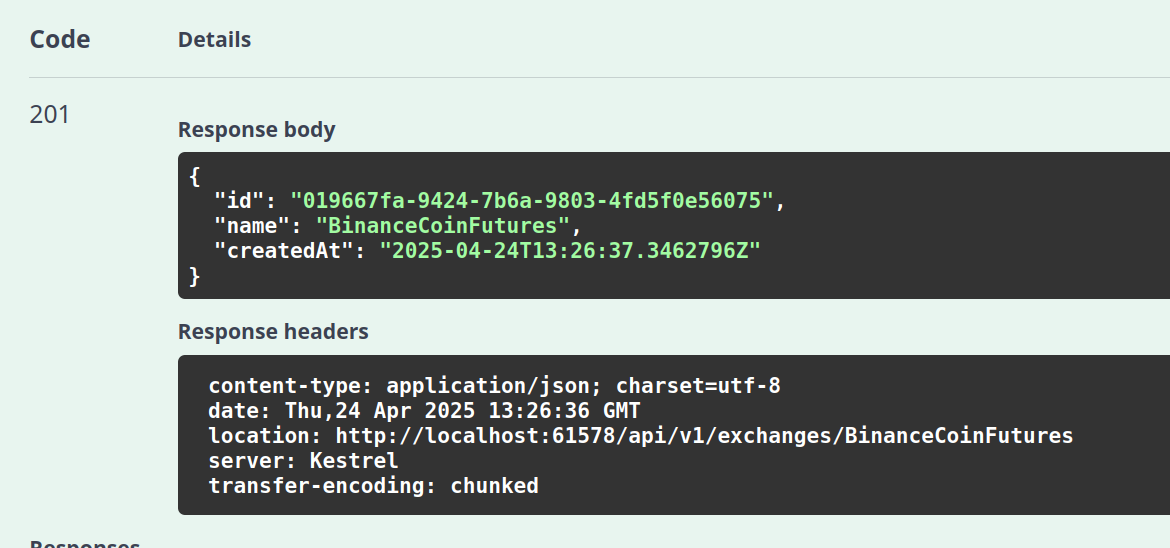 Code Details
201
Response body
{
  "id": "019667fa-9424-7b6a-9803-4fd5f0e56075",
  "name": "BinanceCoinFutures",
  "createdAt": "2025-04-24T13:26:37.3462796Z"
}
Response headers
content-type: application/json; charset=utf-8
date: Thu,24 Apr 2025 13:26:36 GMT
location: http://localhost:61578/api/v1/exchanges/BinanceCoinFutures
server: Kestrel
transfer-encoding: chunked
Responses